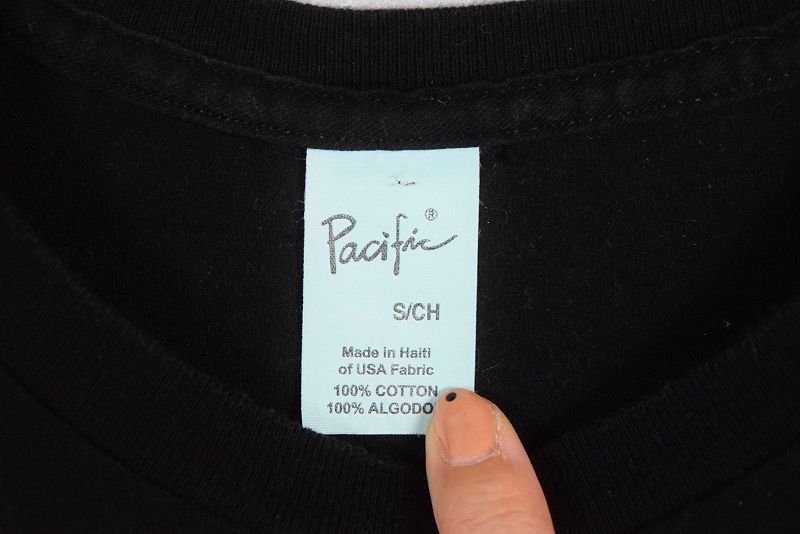 Pacific®
S/CH
Made in Haiti
of USA Fabric
100% COTTON
100% ALGODO